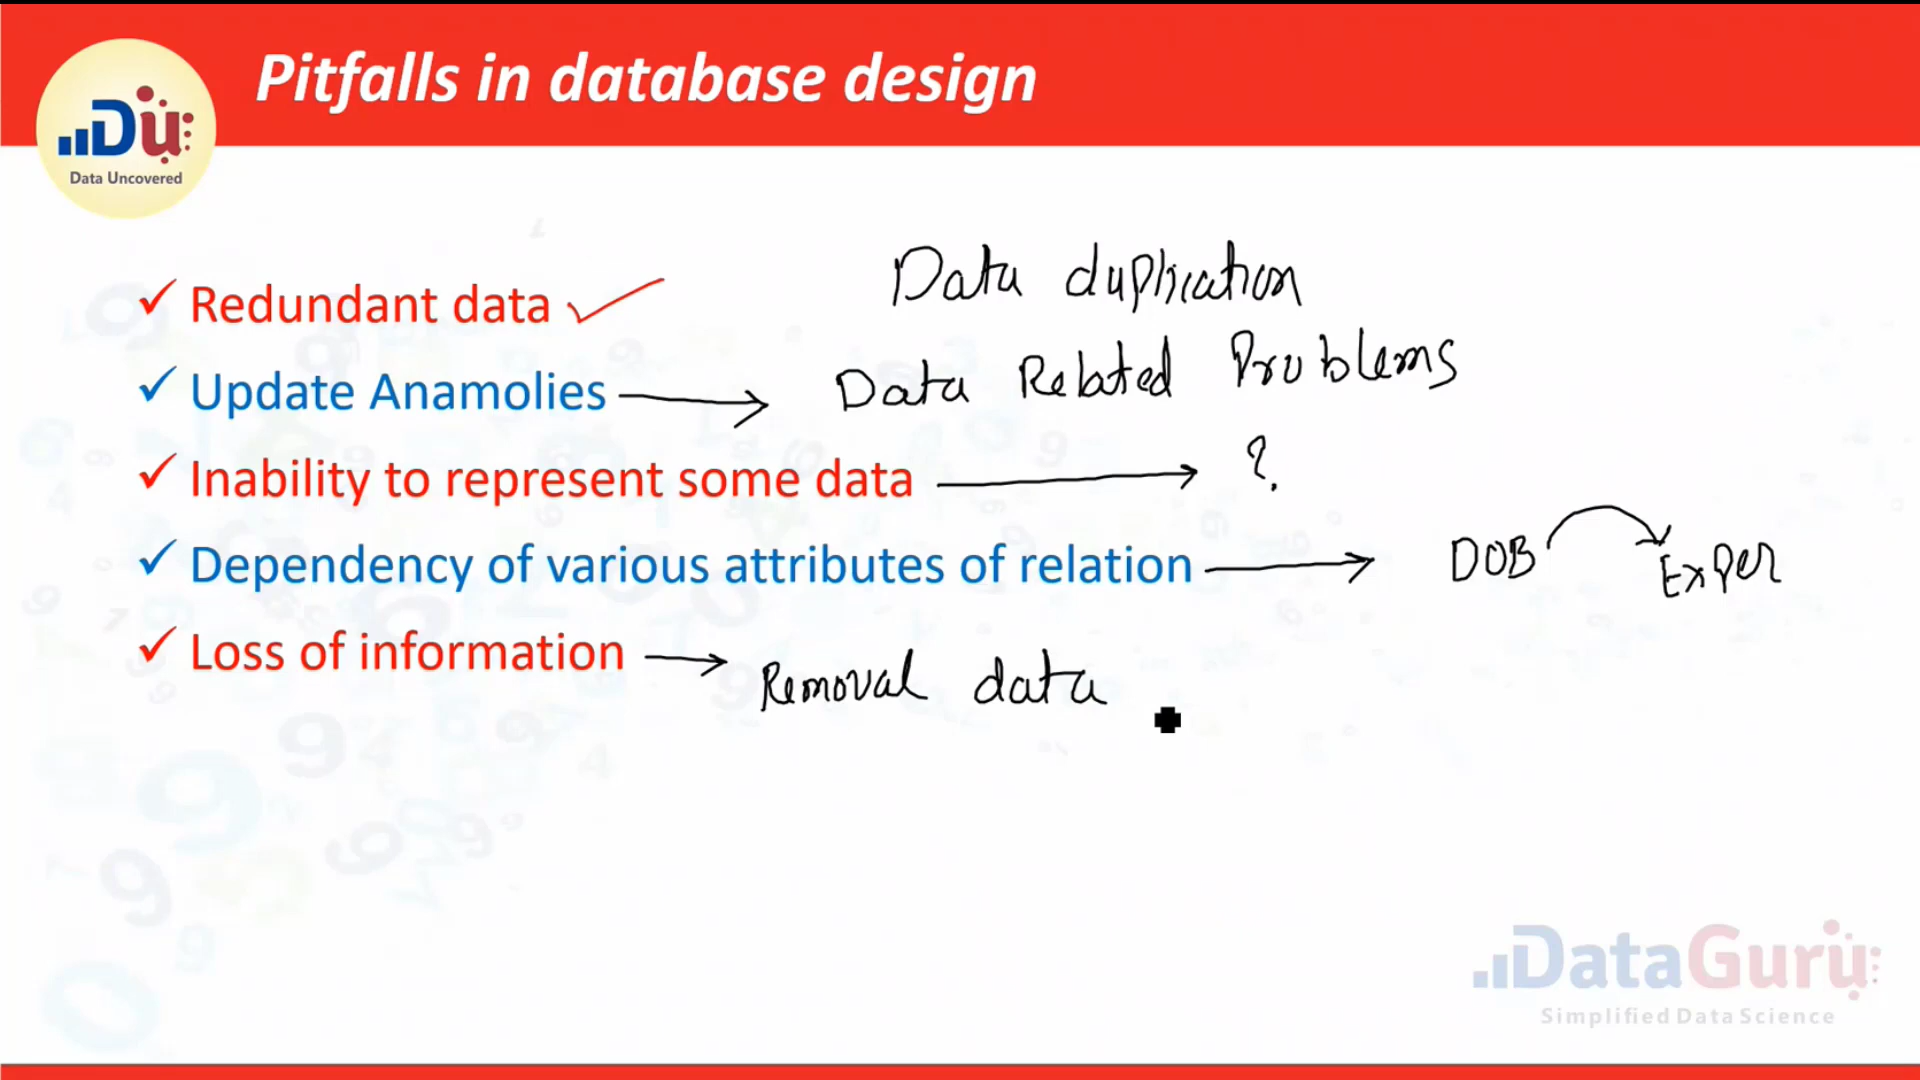 Pitfalls in database design
Du
Data Uncovered
Data duplication
Redundant data
Data Related Problems
Update Anamolies
?
Inability to represent some data
DOB Exper
Dependency of various attributes of relation
Loss of information
Removal data
DataGuru
Simplified Data Science